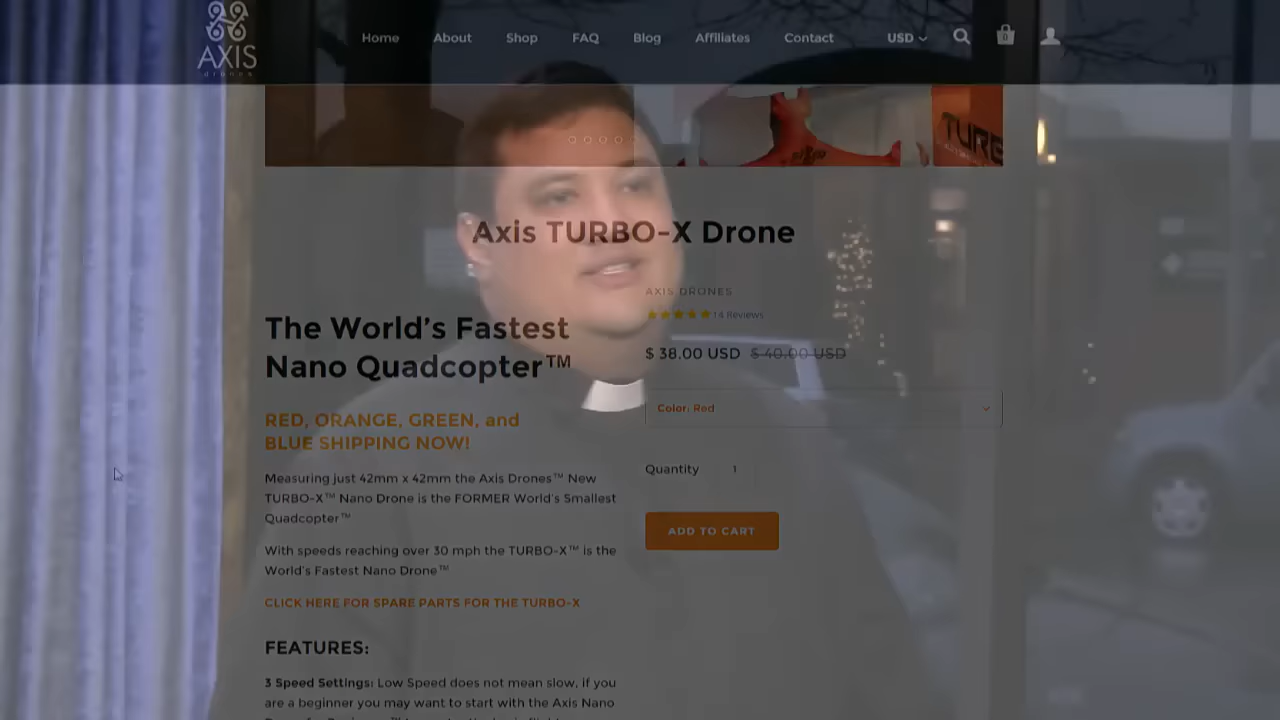 AXIS
drones
Home About Shop FAQ Blog Affiliates Contact USD 0
TURB
Axis TURBO-X Drone
AXIS DRONES
14 Reviews
The World's Fastest
Nano Quadcopter™
$ 38.00 USD $ 40.00 USD
Color: Red
RED, ORANGE, GREEN, and
BLUE SHIPPING NOW!
Quantity 1
Measuring just 42mm x 42mm the Axis Drones™ New
TURBO-X™ Nano Drone is the FORMER World's Smallest
Quadcopter™
ADD TO CART
With speeds reaching over 30 mph the TURBO-X™ is the
World's Fastest Nano Drone™
CLICK HERE FOR SPARE PARTS FOR THE TURBO-X
FEATURES:
3 Speed Settings: Low Speed does not mean slow, if you
are a beginner you may want to start with the Axis Nano